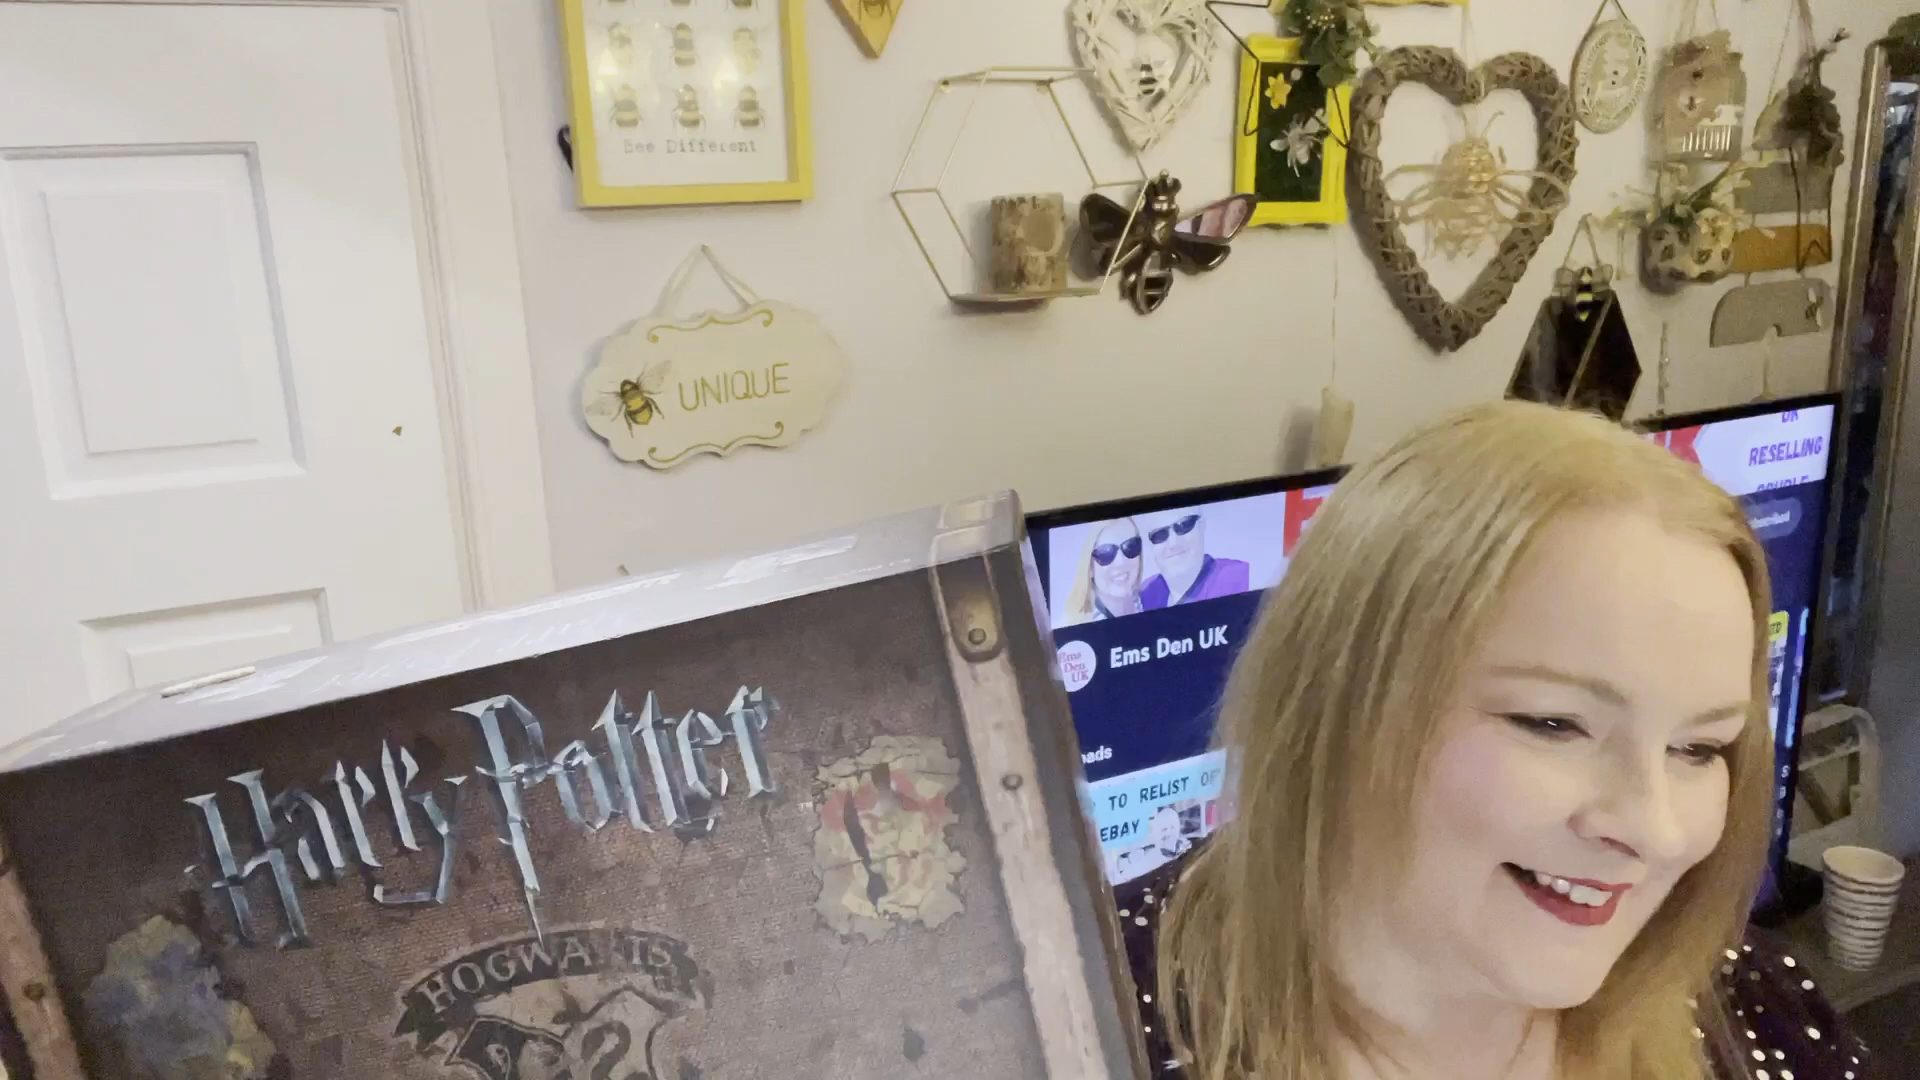 Bee Different
UNIQUE
UK
RESELLING
Ems
Den
UK
Ems Den UK
TO RELIST
EBAY
Harry Potter
HOGWARTS